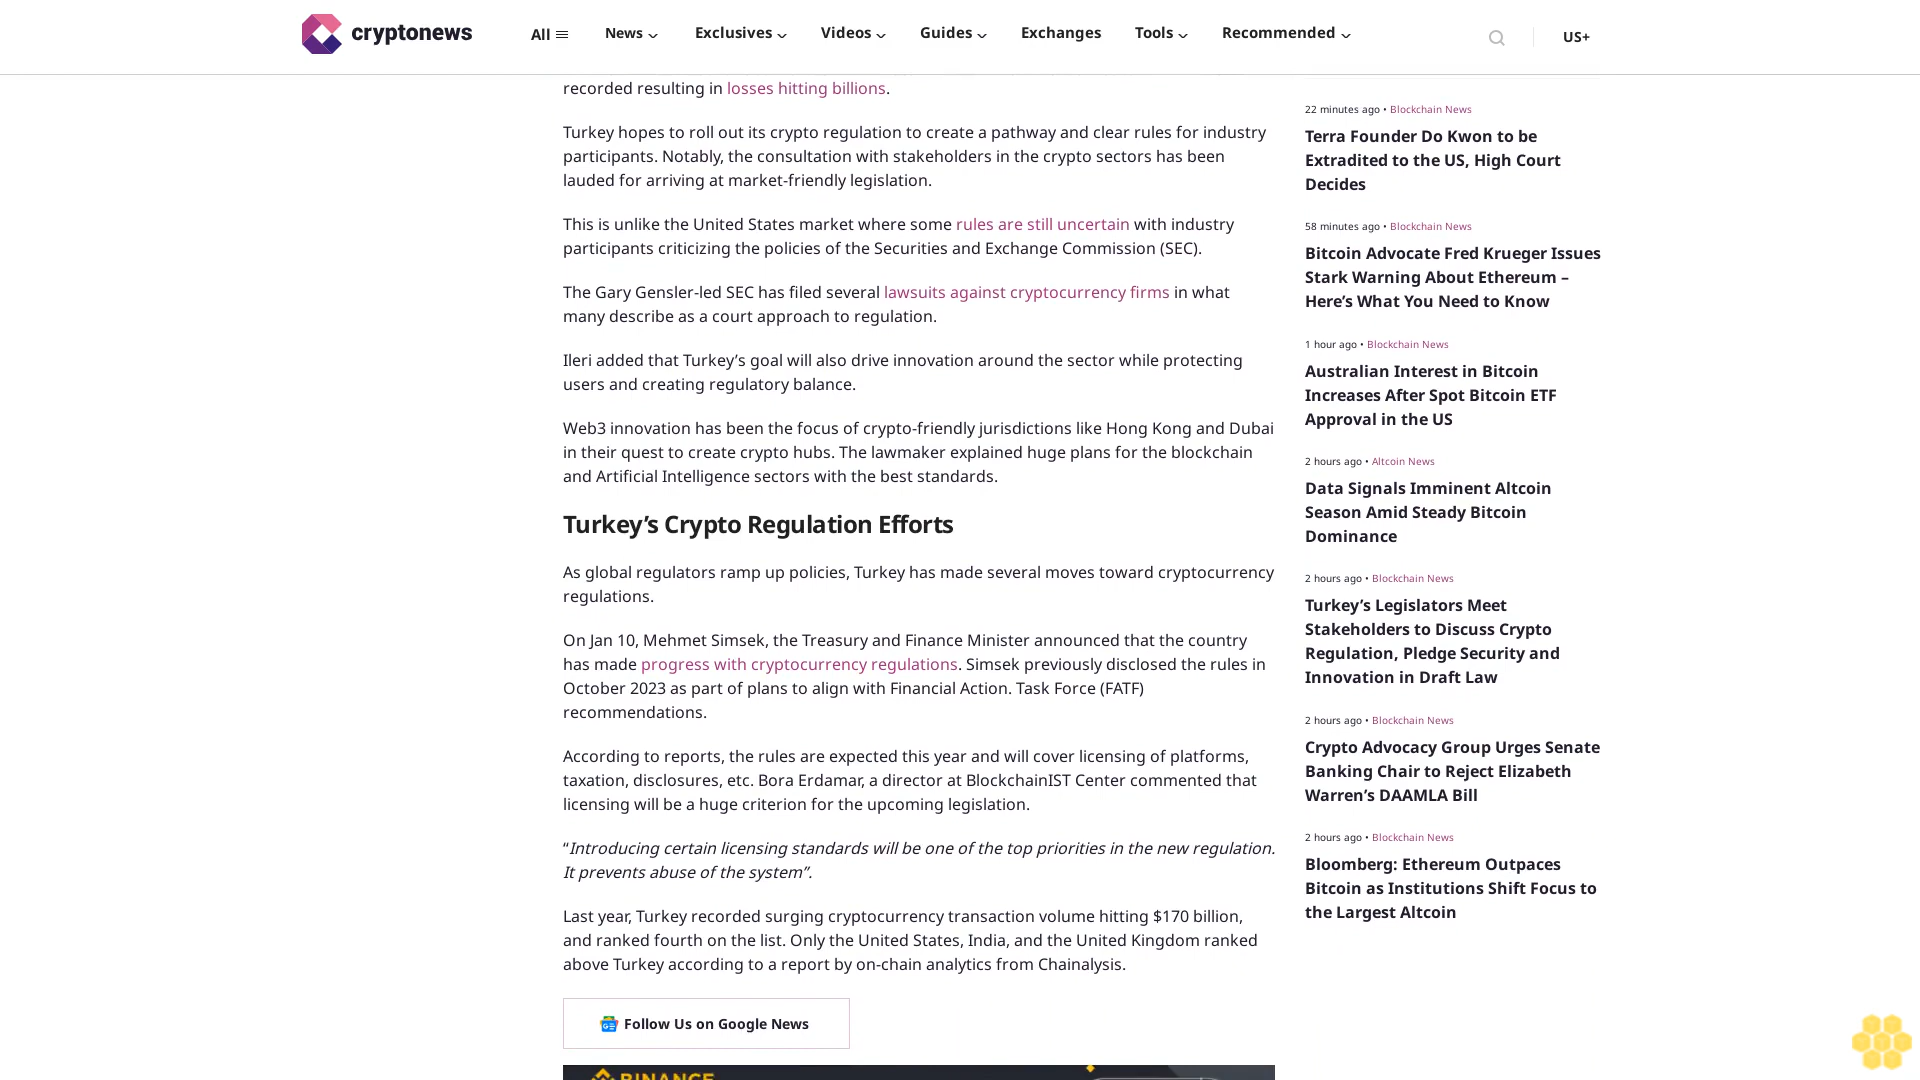 cryptonews
All
News
Exclusives
Videos
Guides
Exchanges
Tools
Recommended
US+
recorded resulting in losses hitting billions.
Turkey hopes to roll out its crypto regulation to create a pathway and clear rules for industry
participants. Notably, the consultation with stakeholders in the crypto sectors has been
lauded for arriving at market-friendly legislation.
This is unlike the United States market where some rules are still uncertain with industry
participants criticizing the policies of the Securities and Exchange Commission (SEC).
The Gary Gensler-led SEC has filed several lawsuits against cryptocurrency firms in what
many describe as a court approach to regulation.
Ileri added that Turkey’s goal will also drive innovation around the sector while protecting
users and creating regulatory balance.
Web3 innovation has been the focus of crypto-friendly jurisdictions like Hong Kong and Dubai
in their quest to create crypto hubs. The lawmaker explained huge plans for the blockchain
and Artificial Intelligence sectors with the best standards.
Turkey’s Crypto Regulation Efforts
As global regulators ramp up policies, Turkey has made several moves toward cryptocurrency
regulations.
On Jan 10, Mehmet Simsek, the Treasury and Finance Minister announced that the country
has made progress with cryptocurrency regulations. Simsek previously disclosed the rules in
October 2023 as part of plans to align with Financial Action. Task Force (FATF)
recommendations.
According to reports, the rules are expected this year and will cover licensing of platforms,
taxation, disclosures, etc. Bora Erdamar, a director at BlockchainIST Center commented that
licensing will be a huge criterion for the upcoming legislation.
“Introducing certain licensing standards will be one of the top priorities in the new regulation.
It prevents abuse of the system”.
Last year, Turkey recorded surging cryptocurrency transaction volume hitting $170 billion,
and ranked fourth on the list. Only the United States, India, and the United Kingdom ranked
above Turkey according to a report by on-chain analytics from Chainalysis.
Follow Us on Google News
BINANCE
22 minutes ago • Blockchain News
Terra Founder Do Kwon to be
Extradited to the US, High Court
Decides
58 minutes ago • Blockchain News
Bitcoin Advocate Fred Krueger Issues
Stark Warning About Ethereum –
Here’s What You Need to Know
1 hour ago • Blockchain News
Australian Interest in Bitcoin
Increases After Spot Bitcoin ETF
Approval in the US
2 hours ago • Altcoin News
Data Signals Imminent Altcoin
Season Amid Steady Bitcoin
Dominance
2 hours ago • Blockchain News
Turkey’s Legislators Meet
Stakeholders to Discuss Crypto
Regulation, Pledge Security and
Innovation in Draft Law
2 hours ago • Blockchain News
Crypto Advocacy Group Urges Senate
Banking Chair to Reject Elizabeth
Warren’s DAAMLA Bill
2 hours ago • Blockchain News
Bloomberg: Ethereum Outpaces
Bitcoin as Institutions Shift Focus to
the Largest Altcoin